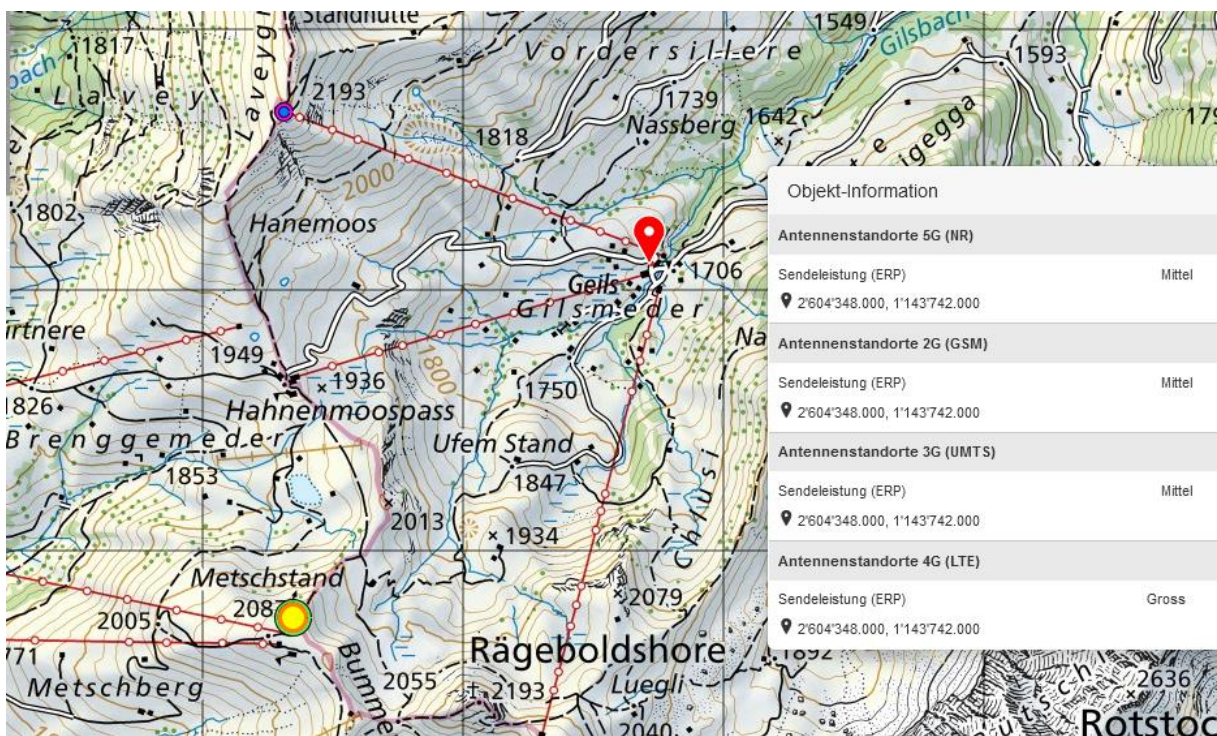 Standhütte
1817
Lavey
Laveygr
2193
Vordersillere
1549
Gilsbach
1593
1739
Nassberg
1642
1818
2000
1802
Hanemoos
1706
Geils
Gilsmeder
1949
1936
1800
Hahnenmoospass
1826
Brenggemeder
1750
Ufem Stand
1853
1847
2013
1934
Chlusi
Metschstand
2005
2079
Metschberg
2055
Rägeboldshore
2193
Luegli
2040
1892
2636
Rotstoc
Objekt-Information
Antennenstandorte 5G (NR)
Sendeleistung (ERP) Mittel
2'604'348.000, 1'143'742.000
Antennenstandorte 2G (GSM)
Sendeleistung (ERP) Mittel
2'604'348.000, 1'143'742.000
Antennenstandorte 3G (UMTS)
Sendeleistung (ERP) Mittel
2'604'348.000, 1'143'742.000
Antennenstandorte 4G (LTE)
Sendeleistung (ERP) Gross
2'604'348.000, 1'143'742.000